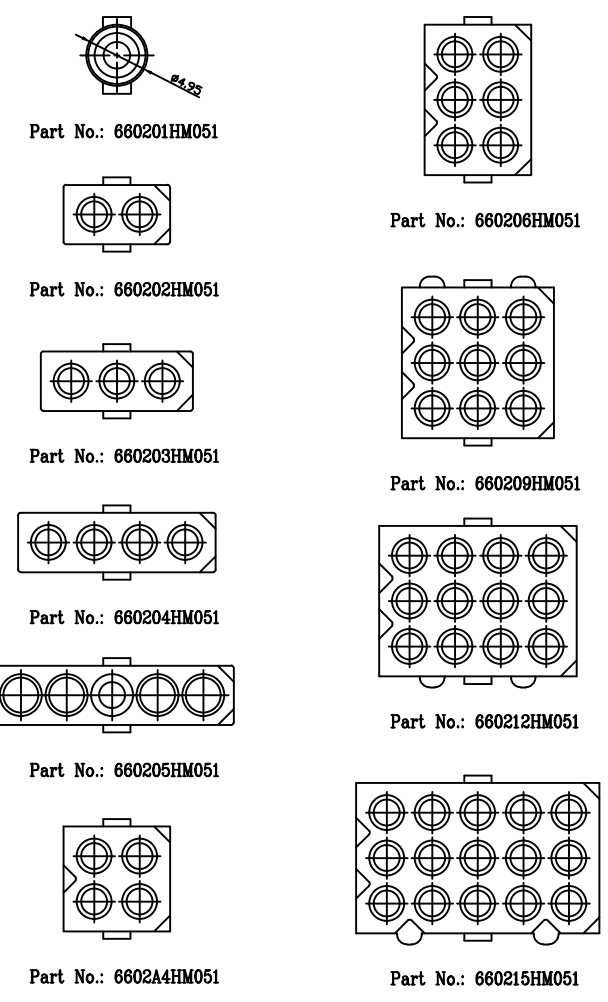 ø4.95
Part No.: 660201HM051
Part No.: 660202HM051
Part No.: 660203HM051
Part No.: 660204HM051
Part No.: 660205HM051
Part No.: 6602A4HM051
Part No.: 660206HM051
Part No.: 660209HM051
Part No.: 660212HM051
Part No.: 660215HM051